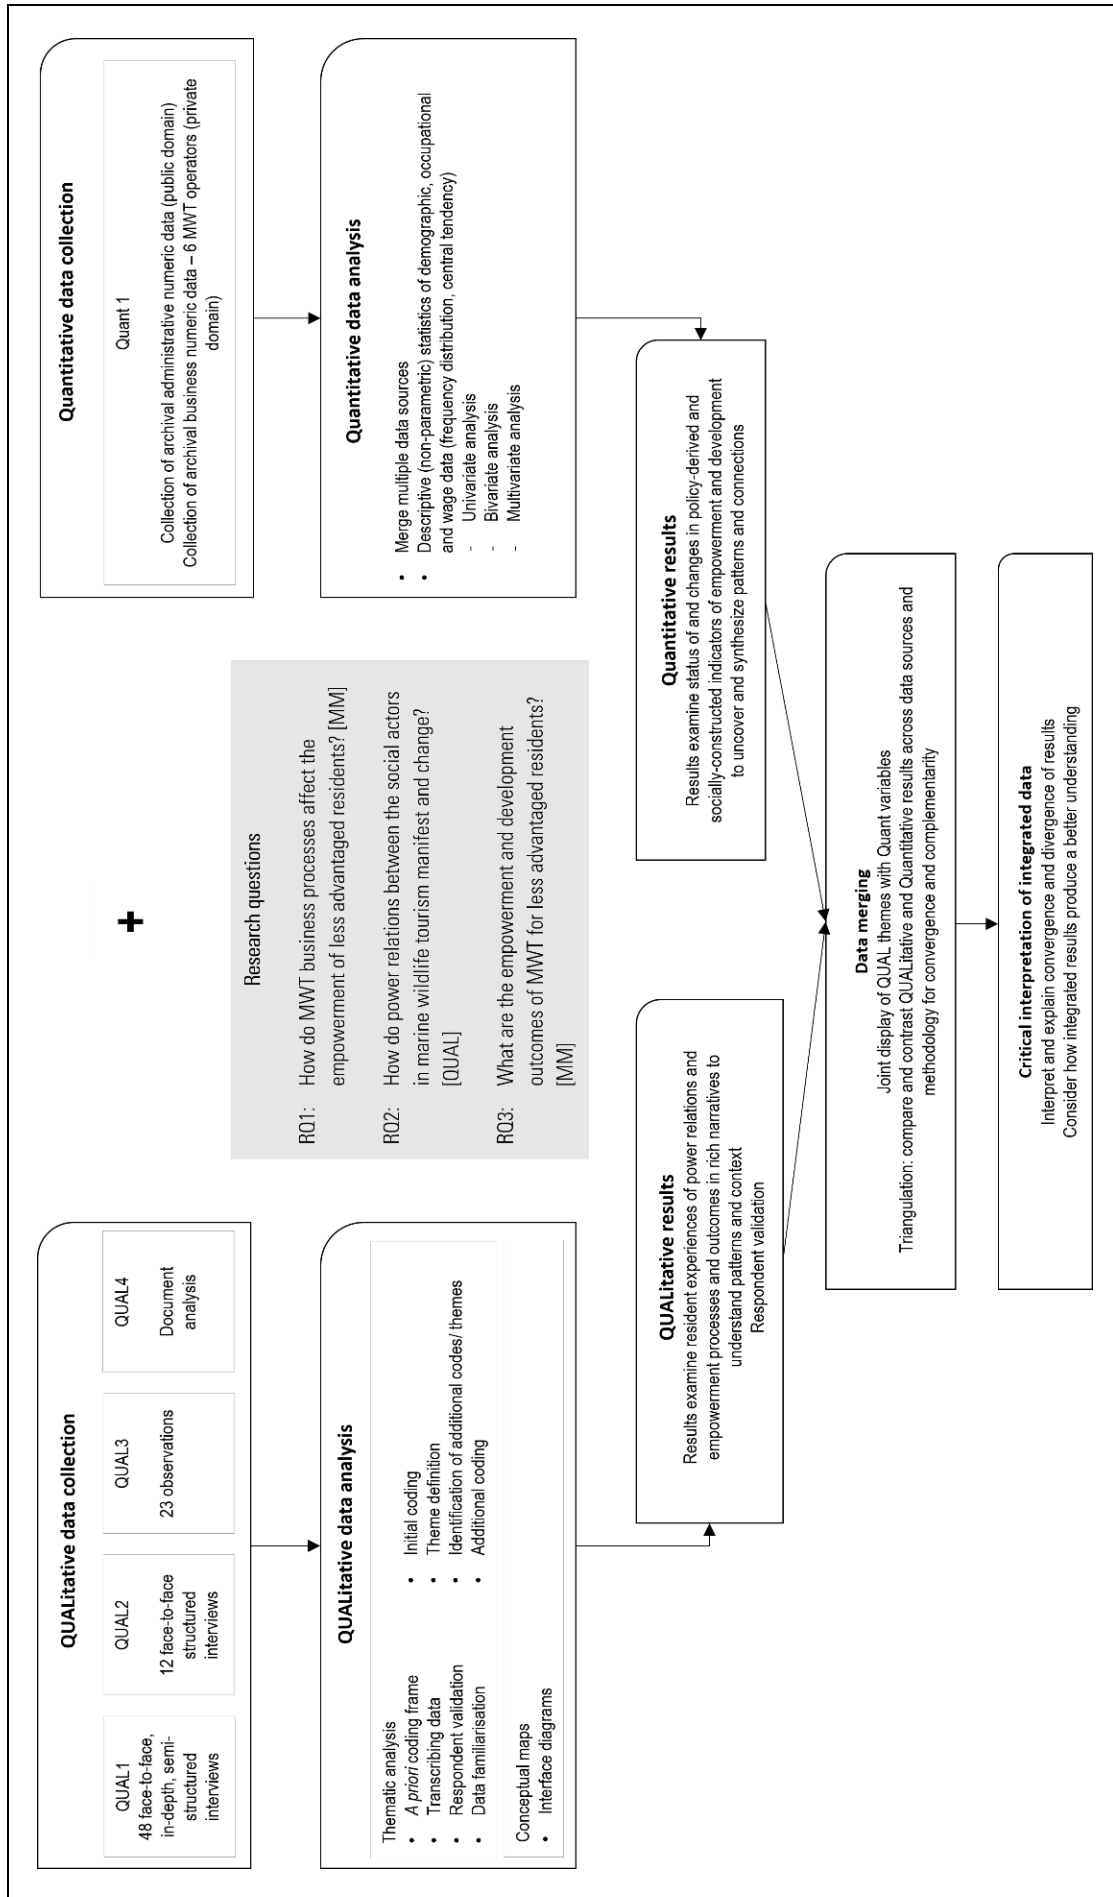 QUALitative data collection
QUAL1
48 face-to-face,
in-depth, semi-
structured
interviews
QUAL2
12 face-to-face
structured
interviews
QUAL3
23 observations
QUAL4
Document
analysis
+
Quantitative data collection
Quant 1
Collection of archival administrative numeric data (public domain)
Collection of archival business numeric data – 6 MWT operators (private
domain)
Research questions
RQ1: How do MWT business processes affect the
empowerment of less advantaged residents? [MM]
RQ2: How do power relations between the social actors
in marine wildlife tourism manifest and change?
[QUAL]
RQ3: What are the empowerment and development
outcomes of MWT for less advantaged residents?
[MM]
QUALitative data analysis
Thematic analysis
• A priori coding frame
• Transcribing data
• Respondent validation
• Data familiarisation
• Initial coding
• Theme definition
• Identification of additional codes/ themes
• Additional coding
Conceptual maps
• Interface diagrams
Quantitative data analysis
• Merge multiple data sources
• Descriptive (non-parametric) statistics of demographic, occupational
and wage data (frequency distribution, central tendency)
- Univariate analysis
- Bivariate analysis
- Multivariate analysis
QUALitative results
Results examine resident experiences of power relations and
empowerment processes and outcomes in rich narratives to
understand patterns and context
Respondent validation
Quantitative results
Results examine status of and changes in policy-derived and
socially-constructed indicators of empowerment and development
to uncover and synthesize patterns and connections
Data merging
Joint display of QUAL themes with Quant variables
Triangulation: compare and contrast QUALitative and Quantitative results across data sources and
methodology for convergence and complementarity
Critical interpretation of integrated data
Interpret and explain convergence and divergence of results
Consider how integrated results produce a better understanding